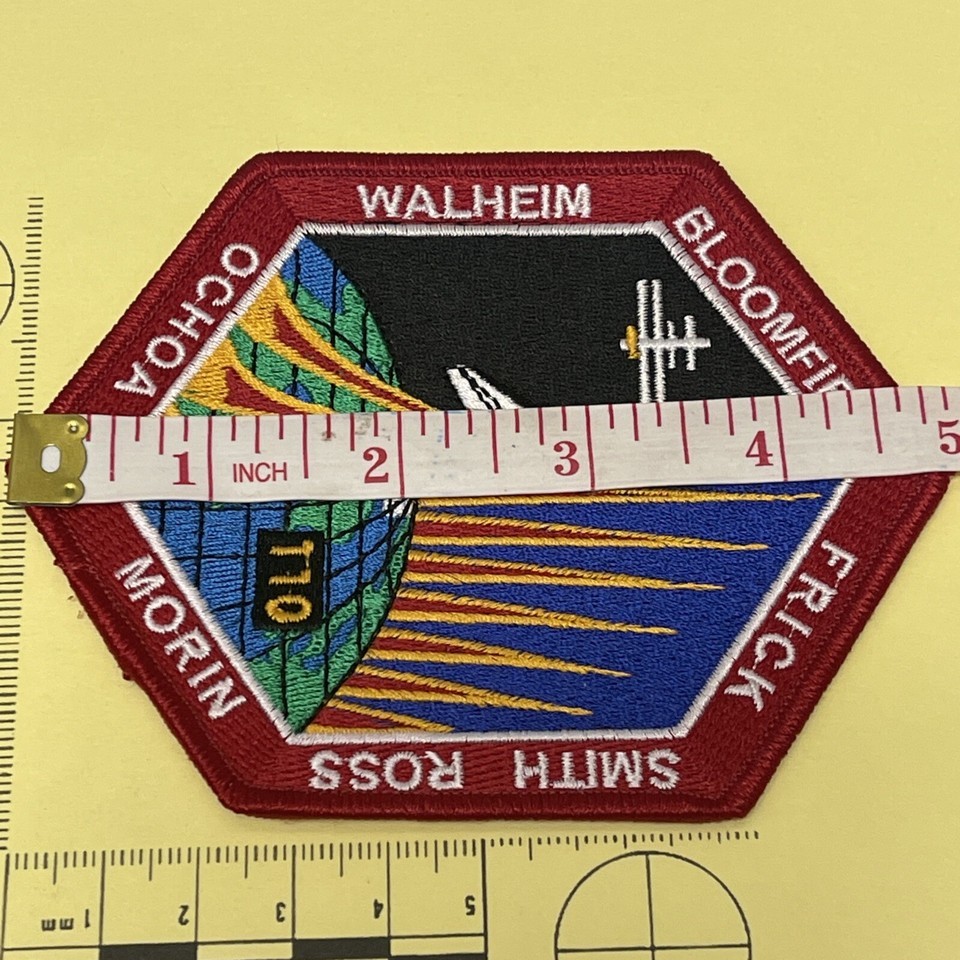 WALHEIM
BLOOMFIE
OCHOA
1 INCH 2 3 4 5
110
MORIN
FRICK
SMITH ROSS
1 mm 2 3 4 5